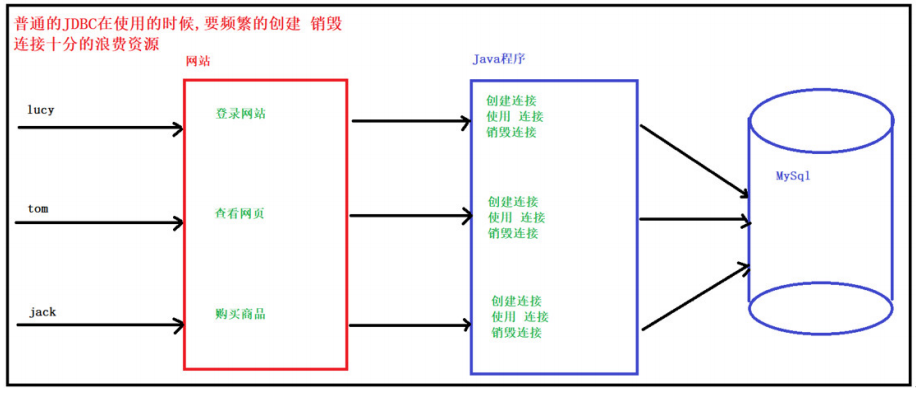 普通的JDBC在使用的时候,要频繁的创建 销毁
连接十分的浪费资源
网站
Java程序
lucy
登录网站
创建连接
使用 连接
销毁连接
MySql
tom
查看网页
创建连接
使用 连接
销毁连接
jack
购买商品
创建连接
使用 连接
销毁连接